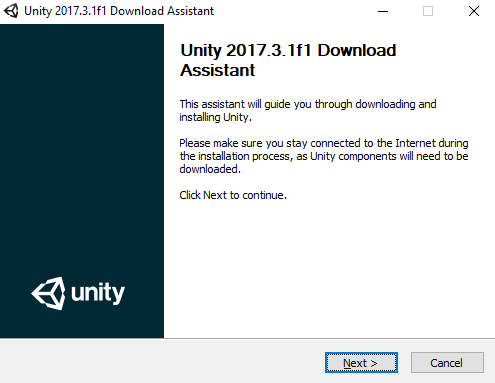 Unity 2017.3.1f1 Download Assistant
Unity 2017.3.1f1 Download
Assistant
This assistant will guide you through downloading and
installing Unity.
Please make sure you stay connected to the Internet during
the installation process, as Unity components will need to be
downloaded.
Click Next to continue.
unity
Next >
Cancel